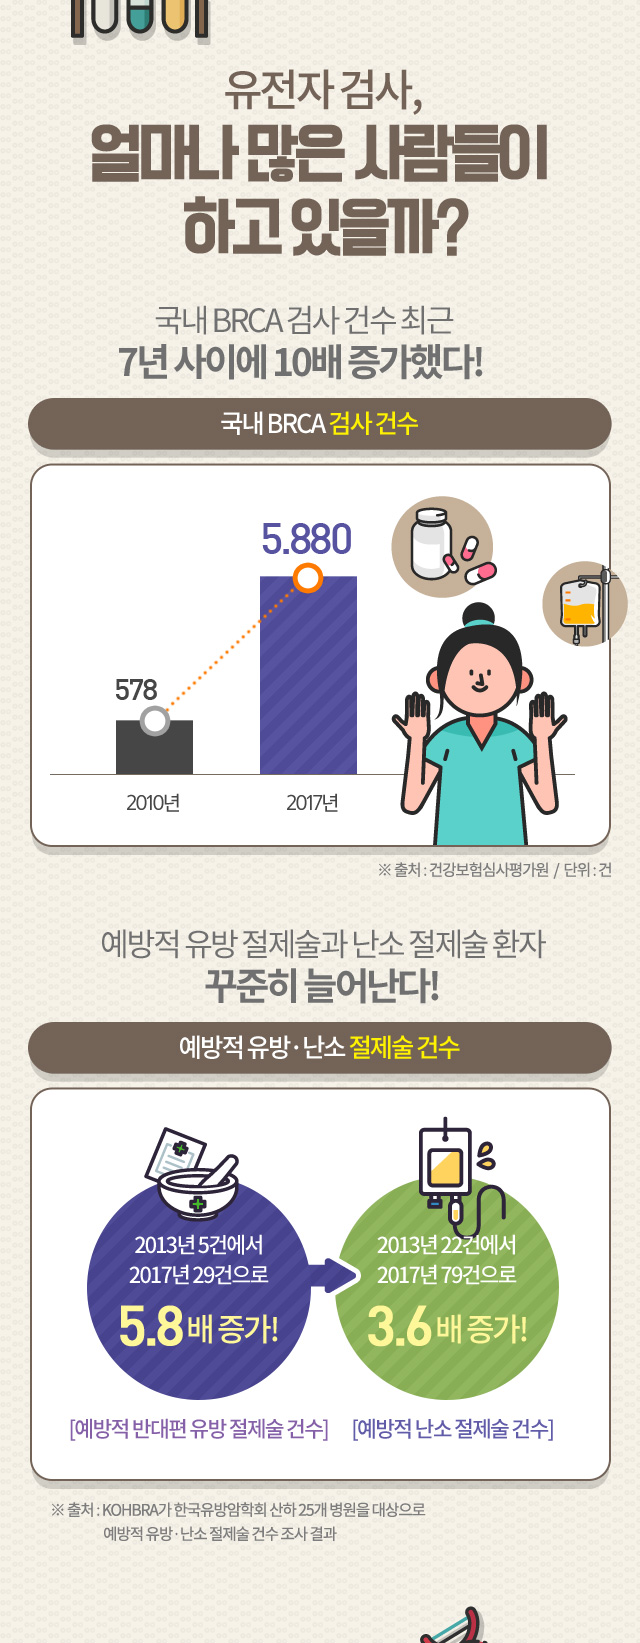 유전자 검사,
얼마나 많은 사람들이
하고 있을까?
국내 BRCA 검사 건수 최근
7년 사이에 10배 증가했다!
국내 BRCA 검사 건수
5.880
578
2010년
2017년
※ 출처 : 건강보험심사평가원 / 단위 : 건
예방적 유방 절제술과 난소 절제술 환자
꾸준히 늘어난다!
예방적 유방·난소 절제술 건수
2013년 5건에서
2017년 29건으로
5.8배 증가!
2013년 22건에서
2017년 79건으로
3.6배 증가!
[예방적 반대편 유방 절제술 건수]
[예방적 난소 절제술 건수]
※ 출처 : KOHBRA가 한국유방암학회 산하 25개 병원을 대상으로
예방적 유방·난소 절제술 건수 조사 결과